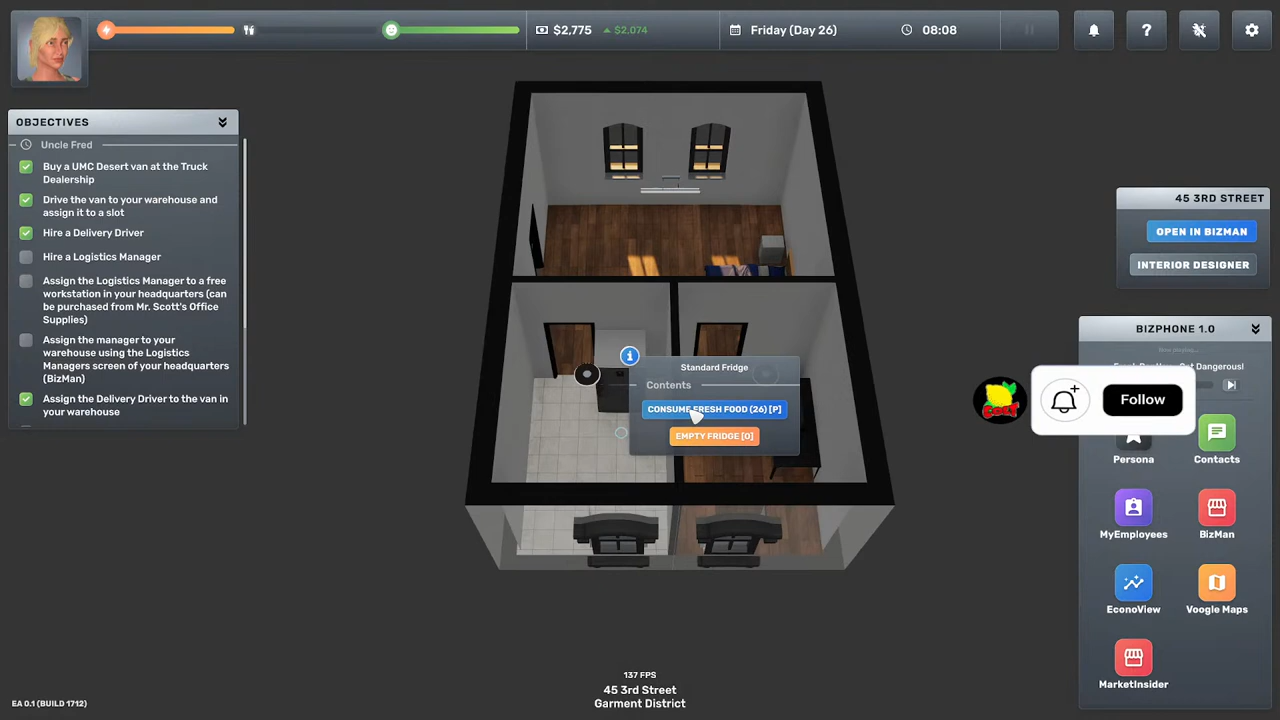 $2,775
$2,074
Friday (Day 26)
08:08
?
OBJECTIVES
Uncle Fred
Buy a UMC Desert van at the Truck
Dealership
Drive the van to your warehouse and
assign it to a slot
Hire a Delivery Driver
Hire a Logistics Manager
Assign the Logistics Manager to a free
workstation in your headquarters (can
be purchased from Mr. Scott's Office
Supplies)
Assign the manager to your
warehouse using the Logistics
Managers screen of your headquarters
(BizMan)
Assign the Delivery Driver to the van in
your warehouse
i
Standard Fridge
Contents
CONSUME FRESH FOOD (26) [P]
EMPTY FRIDGE [O]
45 3RD STREET
OPEN IN BIZMAN
INTERIOR DESIGNER
BIZPHONE 1.0
COLT
Follow
Persona
Contacts
MyEmployees
BizMan
EconoView
Voogle Maps
MarketInsider
137 FPS
45 3rd Street
Garment District
EA 0.1 (BUILD 1712)